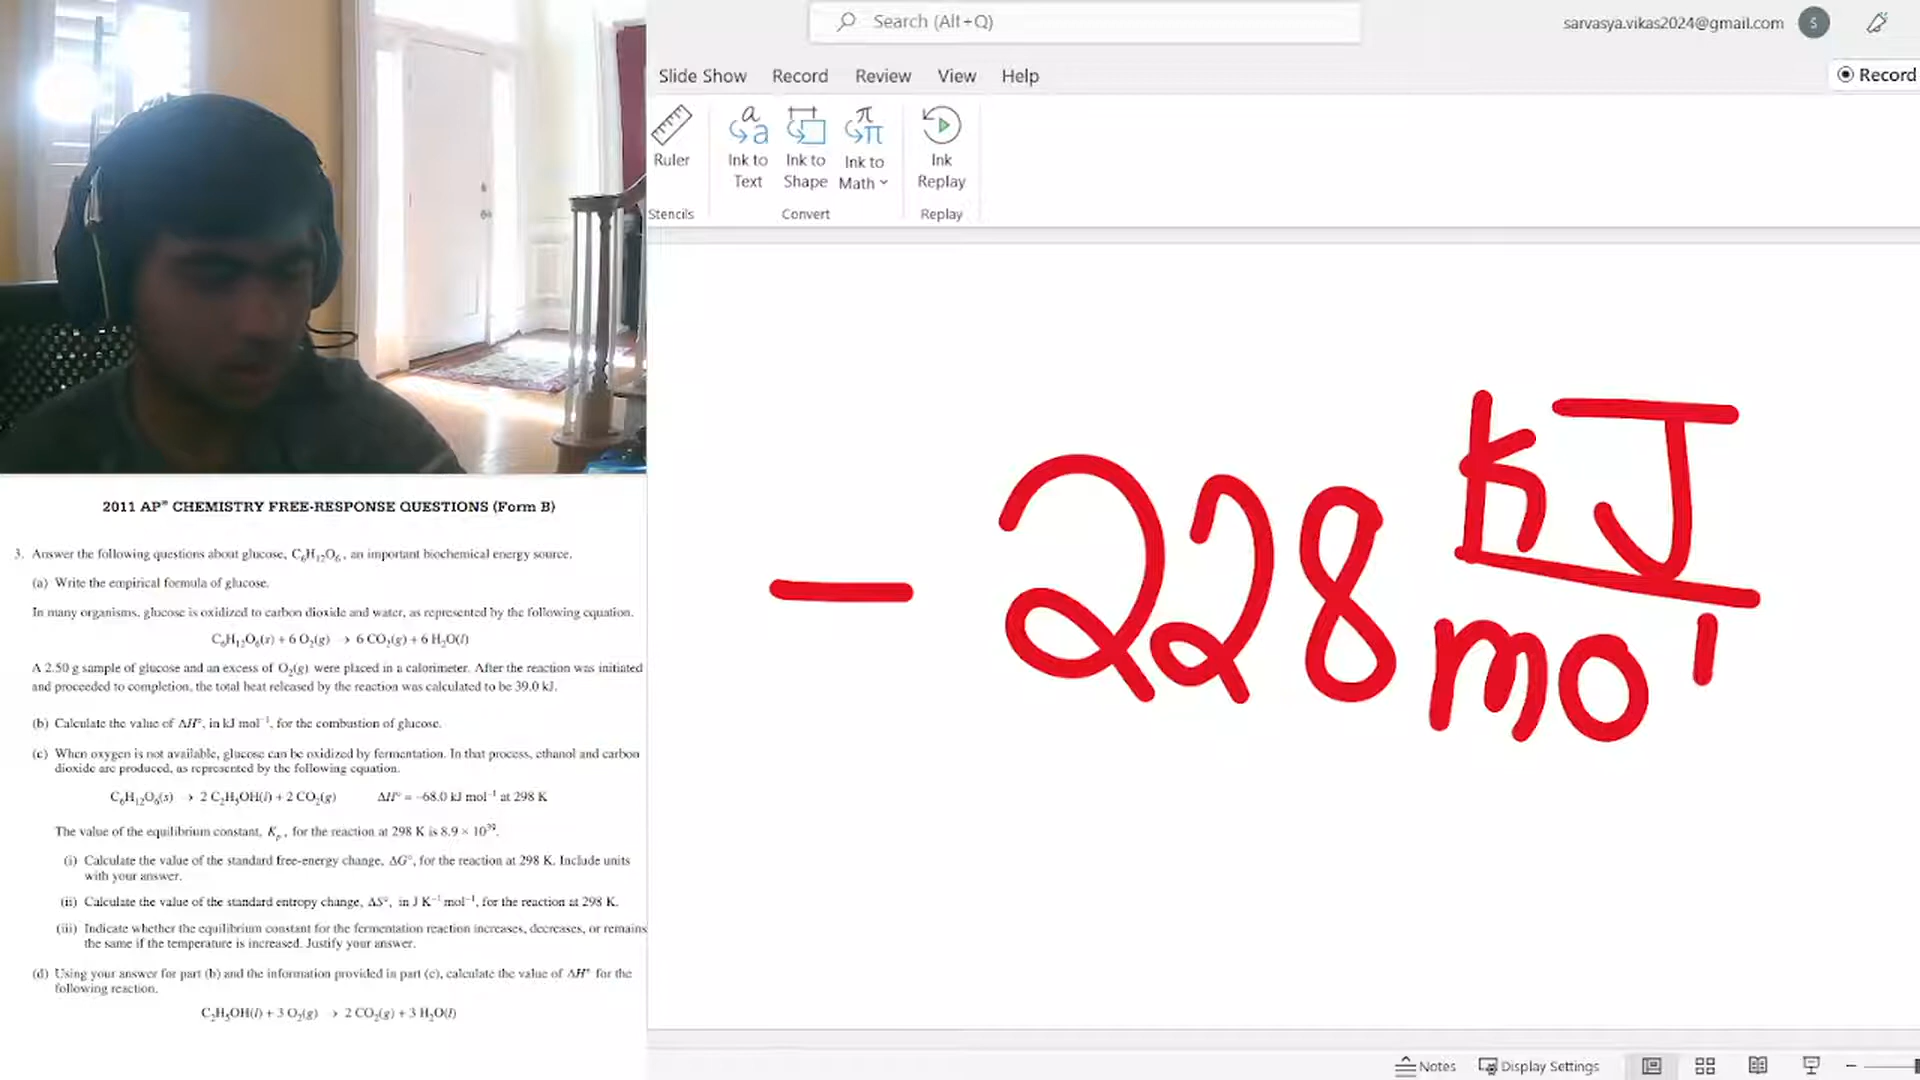 Search (Alt+Q)
sarvasya.vikas2024@gmail.com
S
Slide Show Record Review View Help
Record
Ruler
Ink to Text
Ink to Shape
Ink to Math
Ink Replay
Stencils
Convert
Replay
- 228 kJ/mol
2011 AP® CHEMISTRY FREE-RESPONSE QUESTIONS (Form B)
3. Answer the following questions about glucose, C₆H₁₂O₆, an important biochemical energy source.
(a) Write the empirical formula of glucose.
In many organisms, glucose is oxidized to carbon dioxide and water, as represented by the following equation.
C₆H₁₂O₆(s) + 6 O₂(g) → 6 CO₂(g) + 6 H₂O(l)
A 2.50 g sample of glucose and an excess of O₂(g) were placed in a calorimeter. After the reaction was initiated
and proceeded to completion, the total heat released by the reaction was calculated to be 39.0 kJ.
(b) Calculate the value of ΔH°, in kJ mol⁻¹, for the combustion of glucose.
(c) When oxygen is not available, glucose can be oxidized by fermentation. In that process, ethanol and carbon
dioxide are produced, as represented by the following equation.
C₆H₁₂O₆(s) → 2 C₂H₅OH(l) + 2 CO₂(g) ΔH° = −68.0 kJ mol⁻¹ at 298 K
The value of the equilibrium constant, Kₚ, for the reaction at 298 K is 8.9 × 10³⁹.
(i) Calculate the value of the standard free-energy change, ΔG°, for the reaction at 298 K. Include units
with your answer.
(ii) Calculate the value of the standard entropy change, ΔS°, in J K⁻¹ mol⁻¹, for the reaction at 298 K.
(iii) Indicate whether the equilibrium constant for the fermentation reaction increases, decreases, or remains
the same if the temperature is increased. Justify your answer.
(d) Using your answer for part (b) and the information provided in part (c), calculate the value of ΔH° for the
following reaction.
C₂H₅OH(l) + 3 O₂(g) → 2 CO₂(g) + 3 H₂O(l)
Notes Display Settings